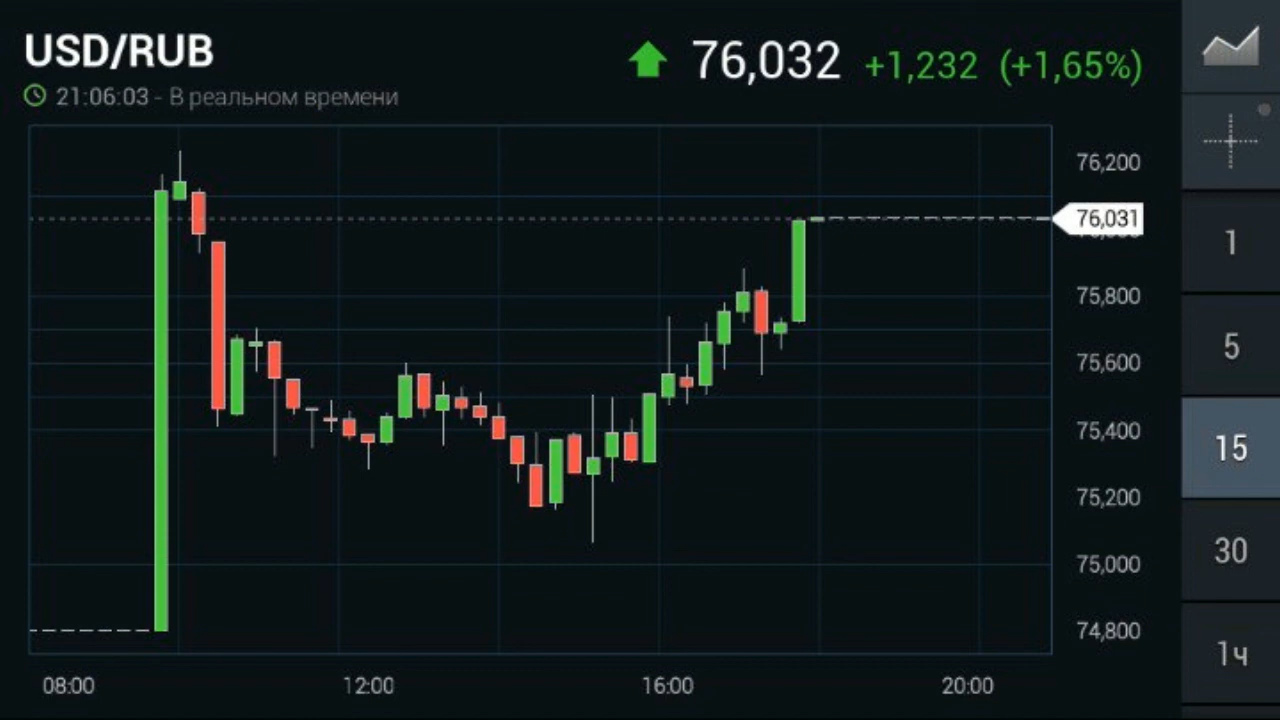 USD/RUB
76,032 +1,232 (+1,65%)
21:06:03 - В реальном времени
76,200
76,031
75,800
75,600
75,400
75,200
75,000
74,800
08:00 12:00 16:00 20:00
1
5
15
30
1ч